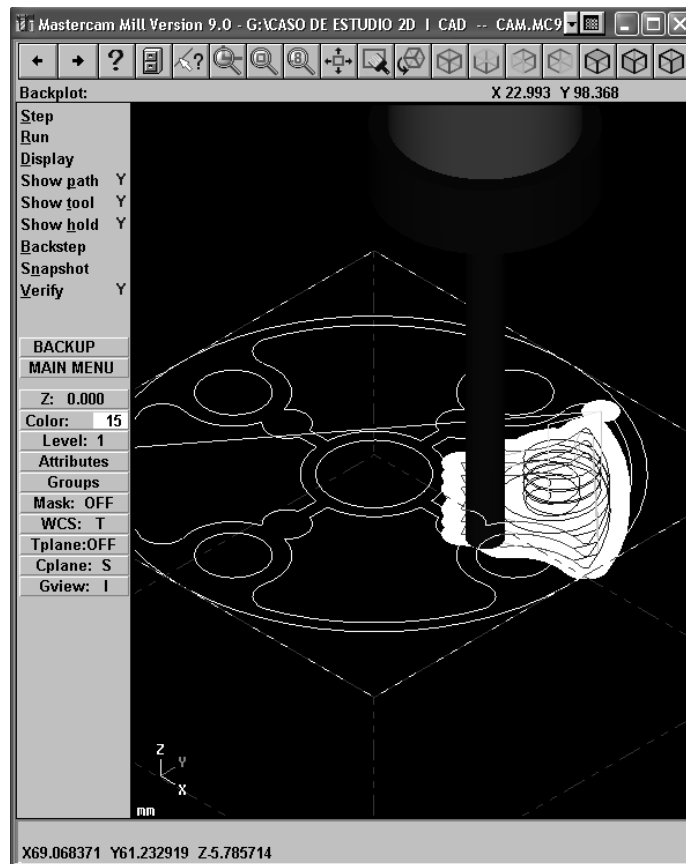 Mastercam Mill Version 9.0 - G:\CASO DE ESTUDIO 2D I CAD -- CAM.MC9
?
?
8
Backplot:
X 22.993 Y 98.368
Step
Run
Display
Show path Y
Show tool Y
Show hold Y
Backstep
Snapshot
Verify Y
BACKUP
MAIN MENU
Z: 0.000
Color: 15
Level: 1
Attributes
Groups
Mask: OFF
WCS: T
Tplane:OFF
Cplane: S
Gview: I
Z
Y
X
mm
X69.068371 Y61.232919 Z-5.785714